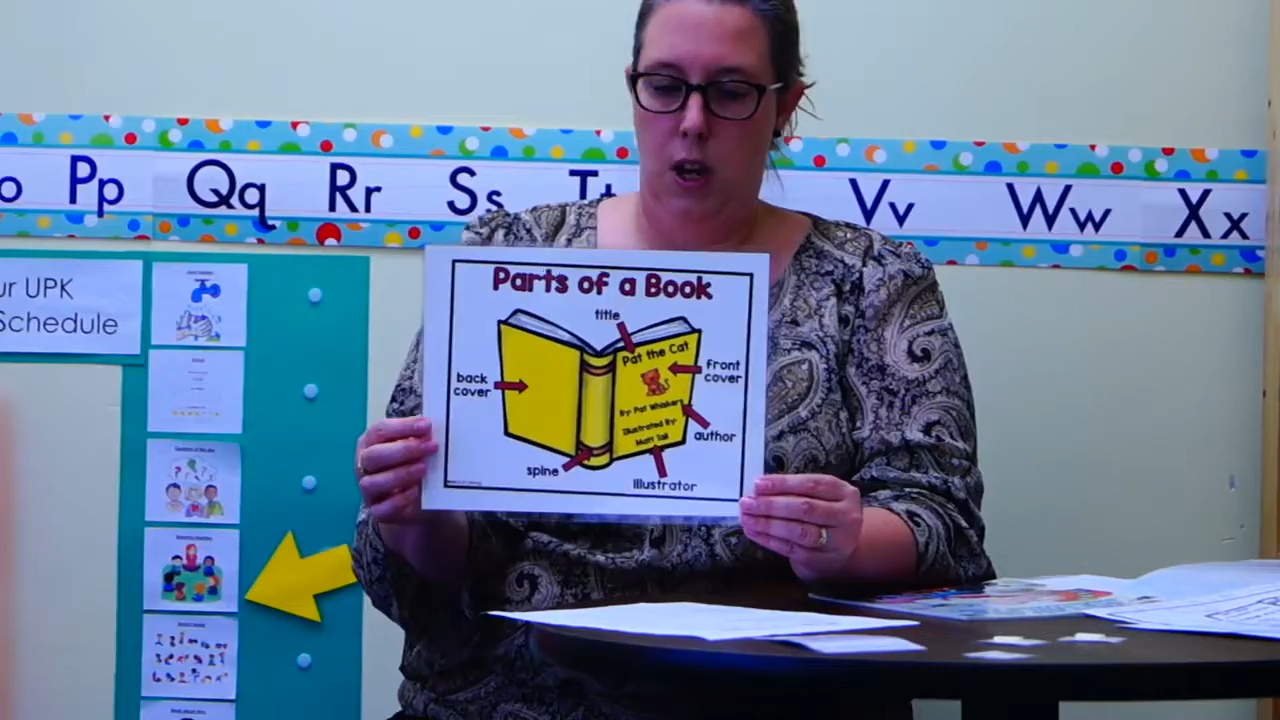 o Pp Qq Rr Ss Tt Vv Ww Xx
ur UPK
Schedule
Parts of a Book
title
Pat the Cat
front
cover
back
cover
By: Pat Whiskers
Illustrated By:
Matt Tail
author
spine
illustrator